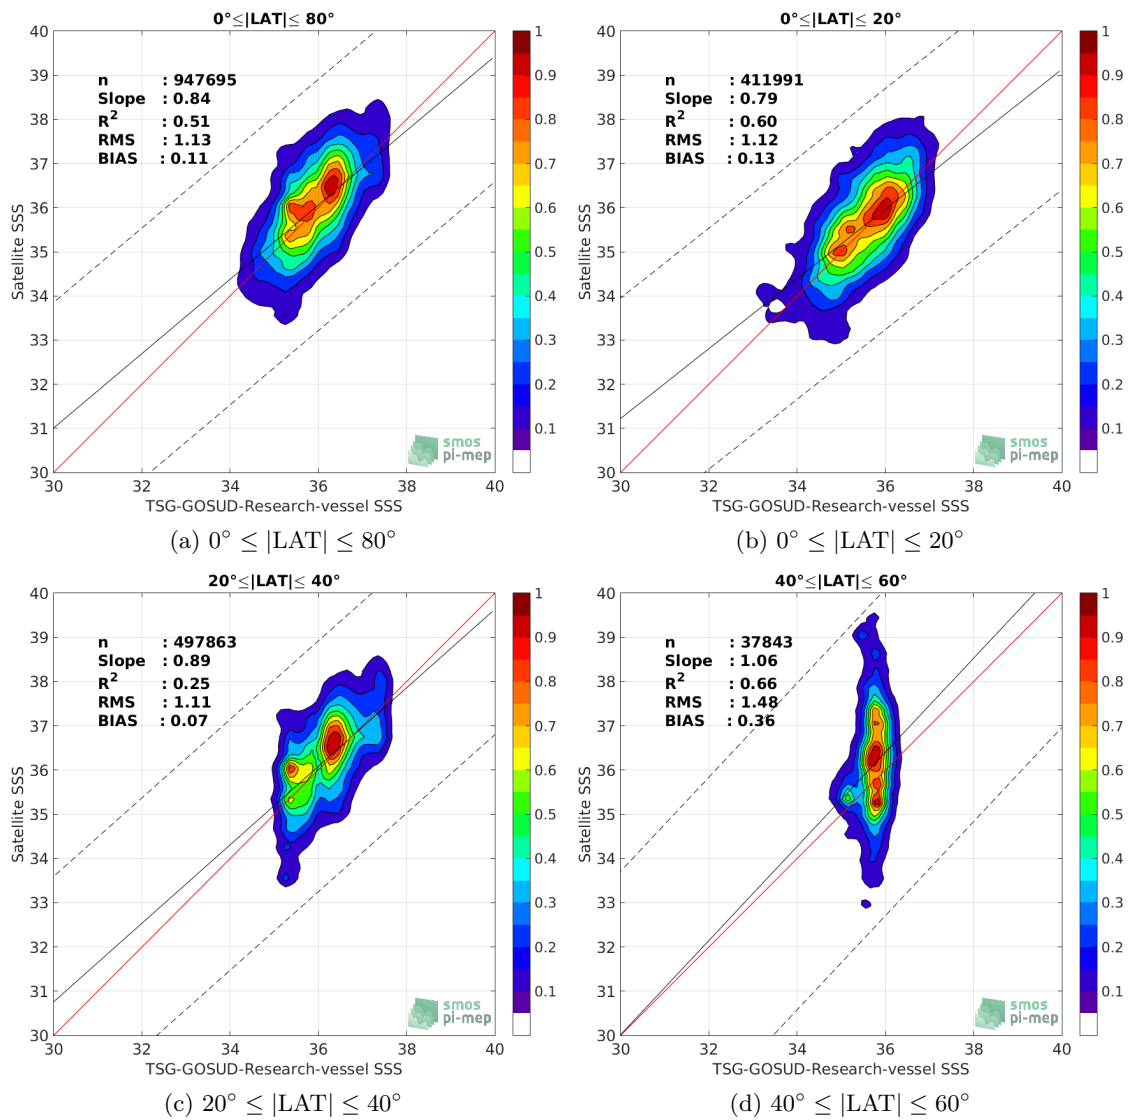 0°≤|LAT|≤ 80°
n : 947695
Slope : 0.84
R² : 0.51
RMS : 1.13
BIAS : 0.11
Satellite SSS
40
39
38
37
36
35
34
33
32
31
30
30 32 34 36 38 40
TSG-GOSUD-Research-vessel SSS
1
0.9
0.8
0.7
0.6
0.5
0.4
0.3
0.2
0.1
smos
pi-mep
(a) 0° ≤ |LAT| ≤ 80°
0°≤|LAT|≤ 20°
n : 411991
Slope : 0.79
R² : 0.60
RMS : 1.12
BIAS : 0.13
Satellite SSS
40
39
38
37
36
35
34
33
32
31
30
30 32 34 36 38 40
TSG-GOSUD-Research-vessel SSS
1
0.9
0.8
0.7
0.6
0.5
0.4
0.3
0.2
0.1
smos
pi-mep
(b) 0° ≤ |LAT| ≤ 20°
20°≤|LAT|≤ 40°
n : 497863
Slope : 0.89
R² : 0.25
RMS : 1.11
BIAS : 0.07
Satellite SSS
40
39
38
37
36
35
34
33
32
31
30
30 32 34 36 38 40
TSG-GOSUD-Research-vessel SSS
1
0.9
0.8
0.7
0.6
0.5
0.4
0.3
0.2
0.1
smos
pi-mep
(c) 20° ≤ |LAT| ≤ 40°
40°≤|LAT|≤ 60°
n : 37843
Slope : 1.06
R² : 0.66
RMS : 1.48
BIAS : 0.36
Satellite SSS
40
39
38
37
36
35
34
33
32
31
30
30 32 34 36 38 40
TSG-GOSUD-Research-vessel SSS
1
0.9
0.8
0.7
0.6
0.5
0.4
0.3
0.2
0.1
smos
pi-mep
(d) 40° ≤ |LAT| ≤ 60°